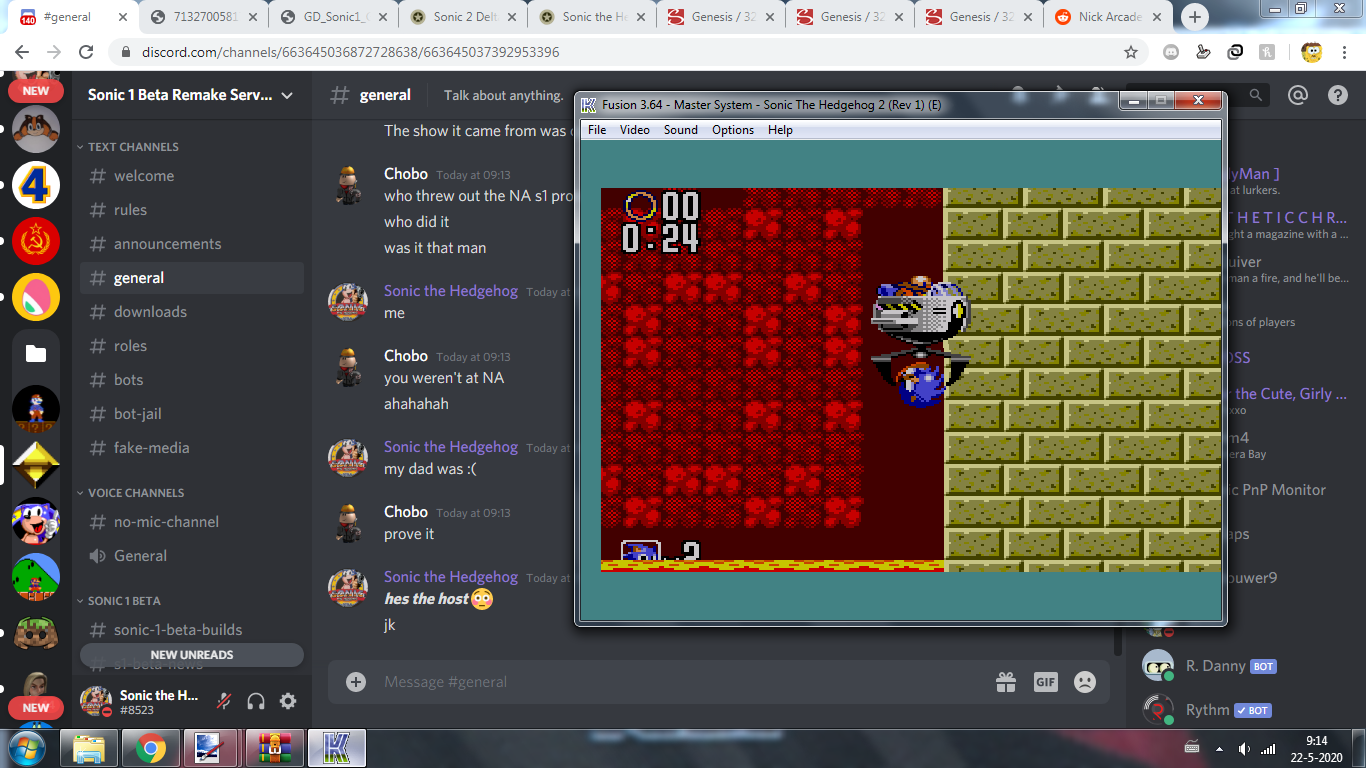 #general
7132700581
GD_Sonic1_
Sonic 2 Delt
Sonic the He
Genesis / 32
Genesis / 32
Genesis / 32
Nick Arcade
140
discord.com/channels/663645036872728638/663645037392953396
NEW
4
NEW
Sonic 1 Beta Remake Serv...
TEXT CHANNELS
# welcome
# rules
# announcements
# general
# downloads
# roles
# bots
# bot-jail
# fake-media
VOICE CHANNELS
# no-mic-channel
General
SONIC 1 BETA
# sonic-1-beta-builds
# s1-beta-news
NEW UNREADS
Sonic the H...
#8523
# general
Talk about anything.
The show it came from was
Chobo Today at 09:13
who threw out the NA s1 pro
who did it
was it that man
Sonic the Hedgehog Today at
me
Chobo Today at 09:13
you weren't at NA
ahahahah
Sonic the Hedgehog Today at
my dad was :(
Chobo Today at 09:13
prove it
Sonic the Hedgehog Today at
hes the host
jk
Message #general
GIF
Fusion 3.64 - Master System - Sonic The Hedgehog 2 (Rev 1) (E)
File Video Sound Options Help
00
0:24
2
lyMan ]
at lurkers.
T H E T I C C H R...
ght a magazine with a ...
uiver
man a fire, and he'll be...
ons of players
OSS
r the Cute, Girly ...
xxo
m4
era Bay
ic PnP Monitor
aps
ouwer9
R. Danny BOT
Rythm BOT
9:14
22-5-2020